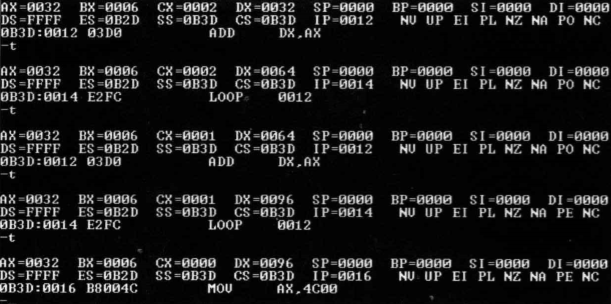 AX=0032 BX=0006 CX=0002 DX=0032 SP=0000 BP=0000 SI=0000 DI=0000
DS=FFFF ES=0B2D SS=0B3D CS=0B3D IP=0012 NV UP EI PL NZ NA PO NC
0B3D:0012 03D0 ADD DX,AX
-t
AX=0032 BX=0006 CX=0002 DX=0064 SP=0000 BP=0000 SI=0000 DI=0000
DS=FFFF ES=0B2D SS=0B3D CS=0B3D IP=0014 NV UP EI PL NZ NA PO NC
0B3D:0014 E2FC LOOP 0012
-t
AX=0032 BX=0006 CX=0001 DX=0064 SP=0000 BP=0000 SI=0000 DI=0000
DS=FFFF ES=0B2D SS=0B3D CS=0B3D IP=0012 NV UP EI PL NZ NA PO NC
0B3D:0012 03D0 ADD DX,AX
-t
AX=0032 BX=0006 CX=0001 DX=0096 SP=0000 BP=0000 SI=0000 DI=0000
DS=FFFF ES=0B2D SS=0B3D CS=0B3D IP=0014 NV UP EI PL NZ NA PE NC
0B3D:0014 E2FC LOOP 0012
-t
AX=0032 BX=0006 CX=0000 DX=0096 SP=0000 BP=0000 SI=0000 DI=0000
DS=FFFF ES=0B2D SS=0B3D CS=0B3D IP=0016 NV UP EI PL NZ NA PE NC
0B3D:0016 B8004C MOV AX,4C00